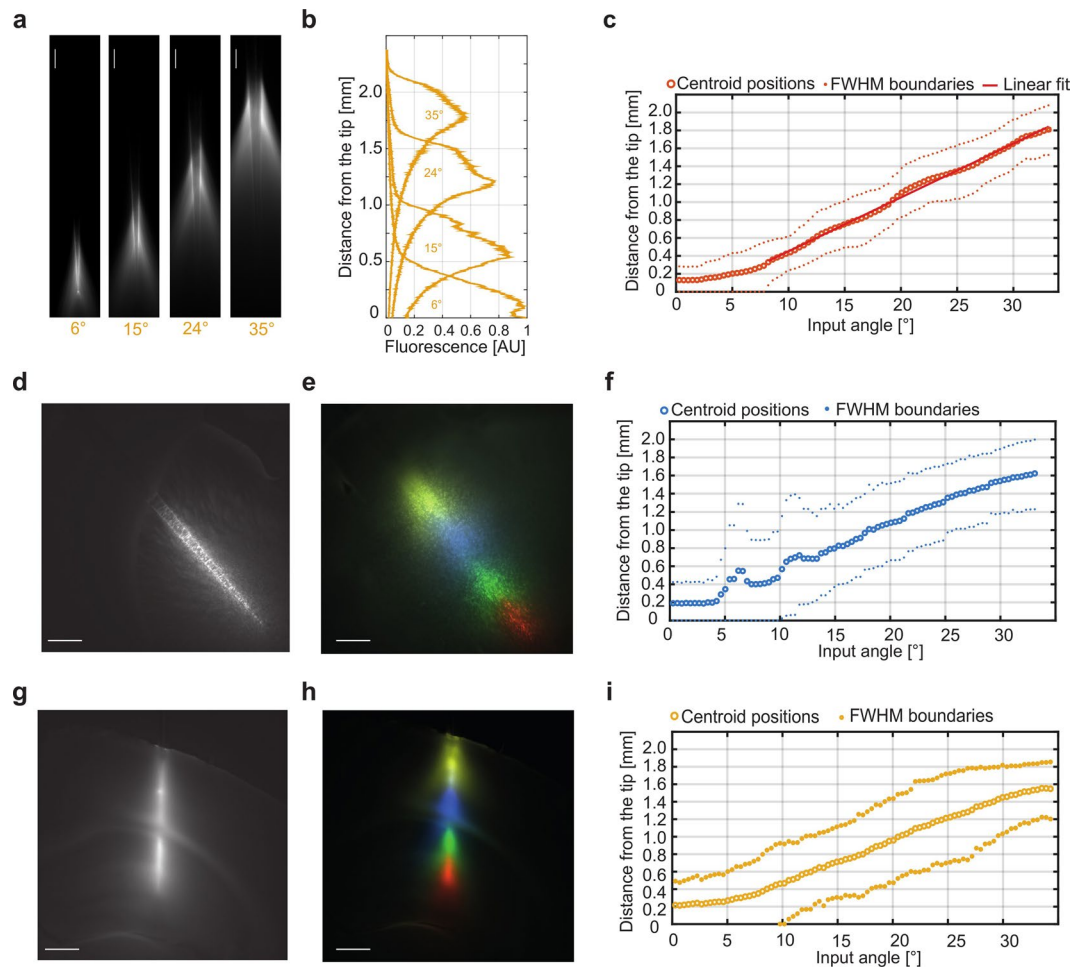 a
6°
15°
24°
35°
b
Distance from the tip [mm]
2.0
1.5
1.0
0.5
0
35°
24°
15°
6°
0 0.2 0.4 0.6 0.8 1
Fluorescence [AU]
c
Centroid positions FWHM boundaries Linear fit
Distance from the tip [mm]
2.0
1.6
1.4
1.2
1.0
0.8
0.6
0.4
0.2
0
0 5 10 15 20 25 30
Input angle [°]
d
e
f
Centroid positions FWHM boundaries
Distance from the tip [mm]
2.0
1.6
1.4
1.2
1.0
0.8
0.6
0.4
0.2
0
0 5 10 15 20 25 30
Input angle [°]
g
h
i
Centroid positions FWHM boundaries
Distance from the tip [mm]
2.0
1.6
1.4
1.2
1.0
0.8
0.6
0.4
0.2
0
0 5 10 15 20 25 30
Input angle [°]